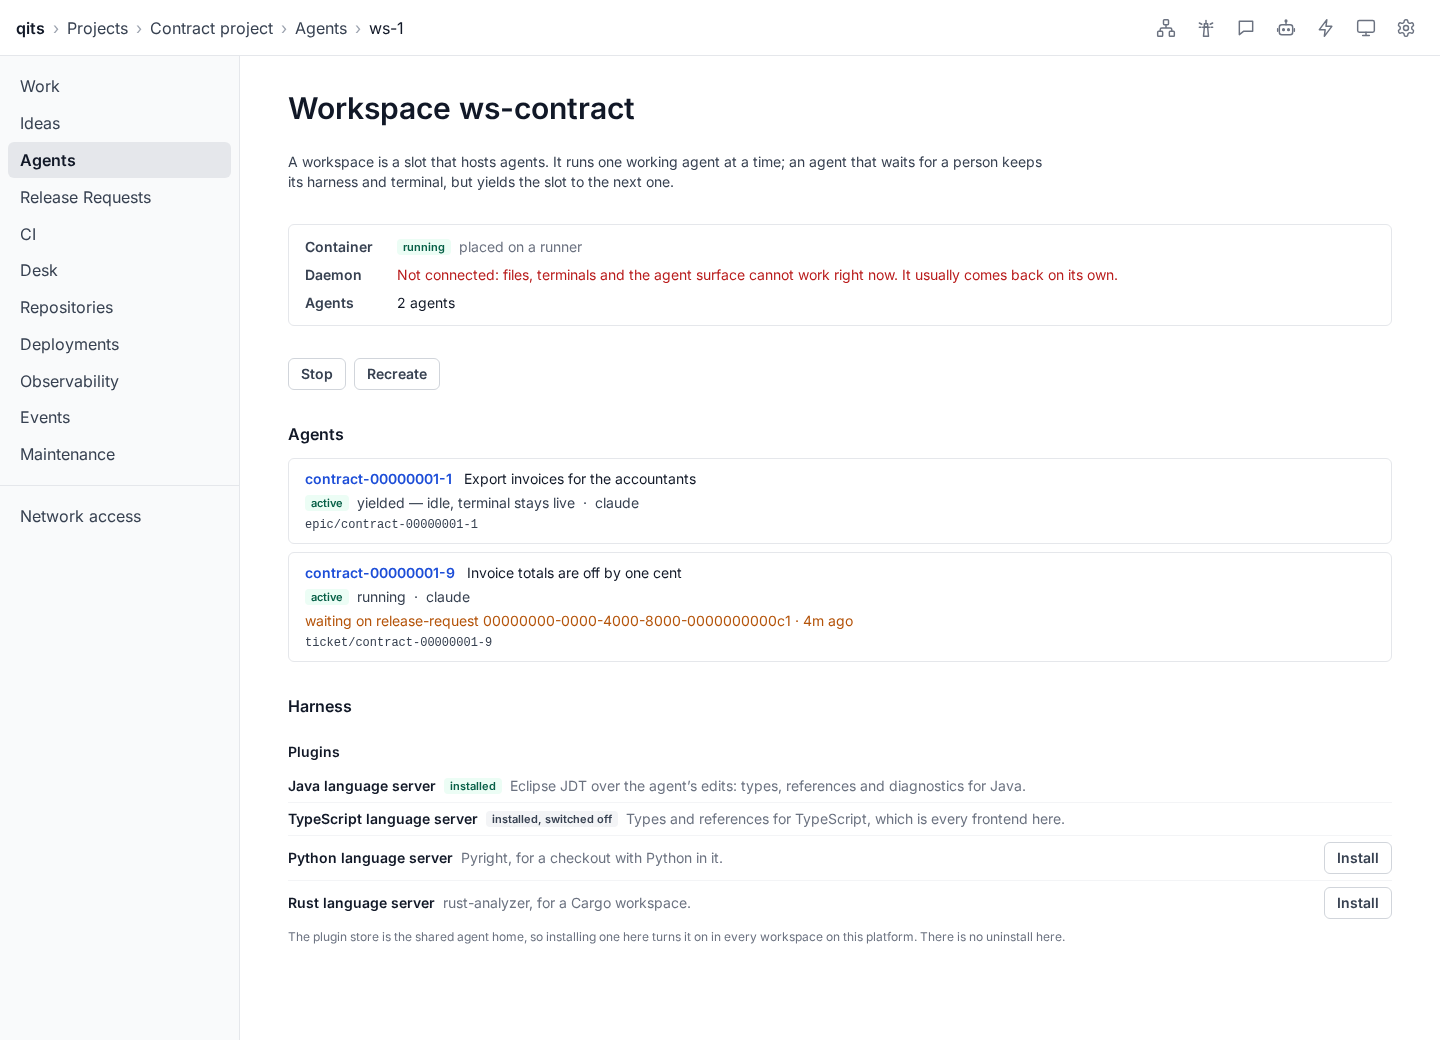 qits › Projects › Contract project › Agents › ws-1
Work
Ideas
Agents
Release Requests
CI
Desk
Repositories
Deployments
Observability
Events
Maintenance
Network access
Workspace ws-contract
A workspace is a slot that hosts agents. It runs one working agent at a time; an agent that waits for a person keeps
its harness and terminal, but yields the slot to the next one.
Container running placed on a runner
Daemon Not connected: files, terminals and the agent surface cannot work right now. It usually comes back on its own.
Agents 2 agents
Stop Recreate
Agents
contract-00000001-1 Export invoices for the accountants
active yielded — idle, terminal stays live · claude
epic/contract-00000001-1
contract-00000001-9 Invoice totals are off by one cent
active running · claude
waiting on release-request 00000000-0000-4000-8000-0000000000c1 · 4m ago
ticket/contract-00000001-9
Harness
Plugins
Java language server installed Eclipse JDT over the agent’s edits: types, references and diagnostics for Java.
TypeScript language server installed, switched off Types and references for TypeScript, which is every frontend here.
Python language server Pyright, for a checkout with Python in it. Install
Rust language server rust-analyzer, for a Cargo workspace. Install
The plugin store is the shared agent home, so installing one here turns it on in every workspace on this platform. There is no uninstall here.